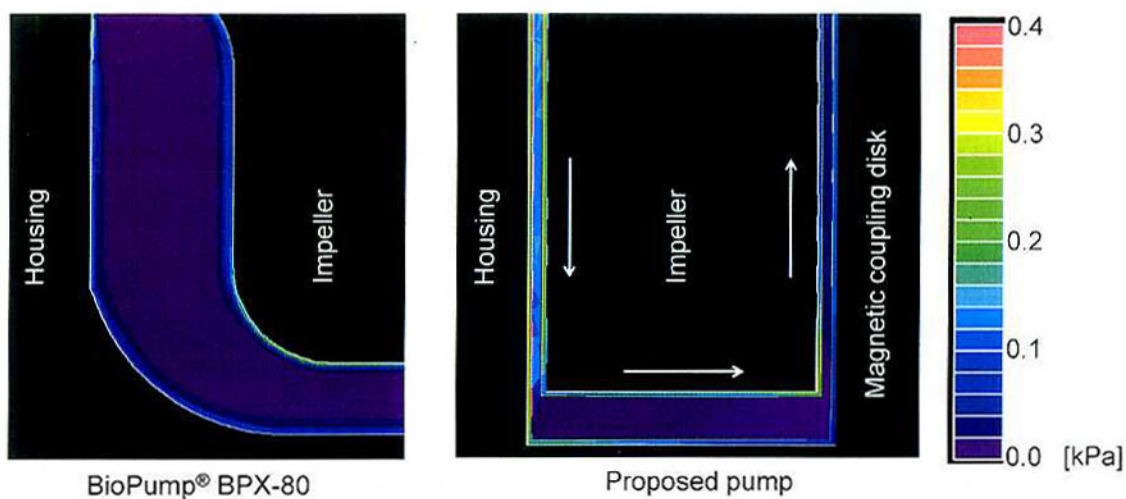 Housing
Impeller
BioPump® BPX-80
Housing
Impeller
Magnetic coupling disk
Proposed pump
0.4
0.3
0.2
0.1
0.0 [kPa]